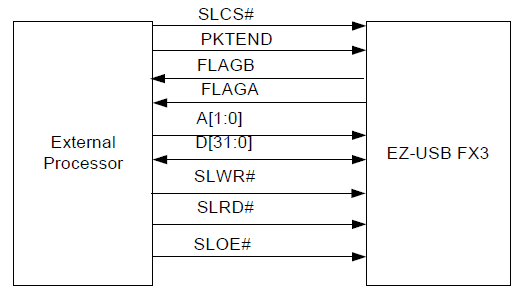 SLCS#
PKTEND
FLAGB
FLAGA
A[1:0]
D[31:0]
External
Processor
EZ-USB FX3
SLWR#
SLRD#
SLOE#